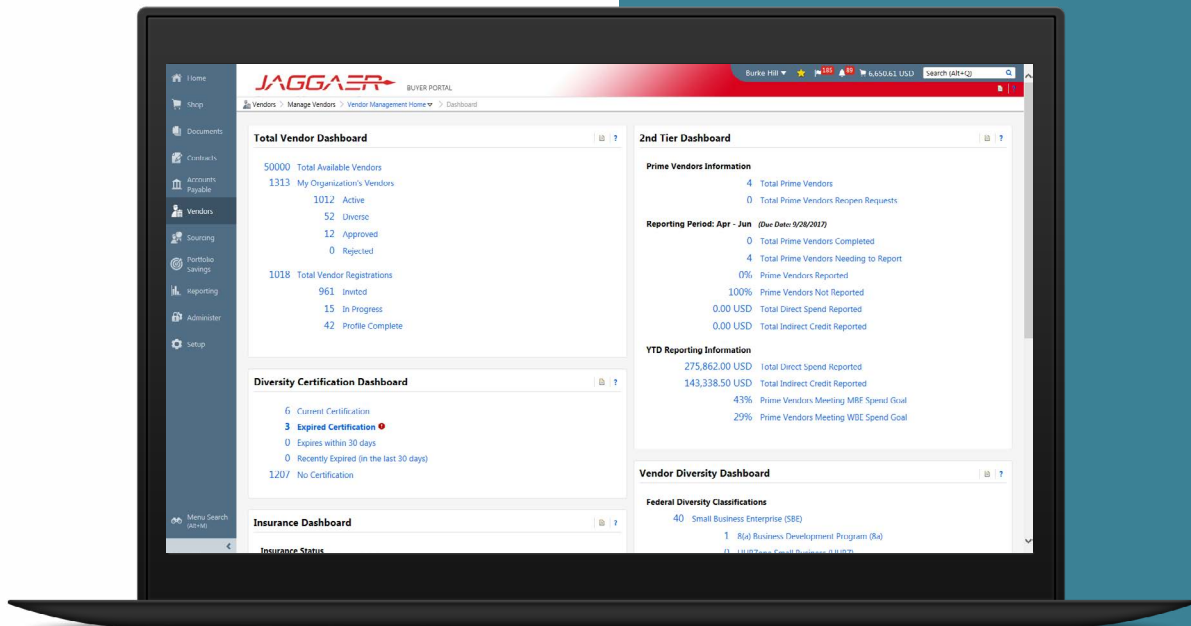 JAGGAER
BUYER PORTAL
Burke Hill 185 89 6,650.61 USD Search (Alt+Q)
Vendors > Manage Vendors > Vendor Management Home > Dashboard
Home
Shop
Documents
Contracts
Accounts
Payable
Vendors
Sourcing
Portfolio
Savings
Reporting
Administer
Setup
Menu Search
(Alt+M)
Total Vendor Dashboard
50000 Total Available Vendors
1313 My Organization's Vendors
1012 Active
52 Diverse
12 Approved
0 Rejected
1018 Total Vendor Registrations
961 Invited
15 In Progress
42 Profile Complete
Diversity Certification Dashboard
6 Current Certification
3 Expired Certification
0 Expires within 30 days
0 Recently Expired (in the last 30 days)
1207 No Certification
Insurance Dashboard
Insurance Status
2nd Tier Dashboard
Prime Vendors Information
4 Total Prime Vendors
0 Total Prime Vendors Reopen Requests
Reporting Period: Apr - Jun (Due Date: 9/28/2017)
0 Total Prime Vendors Completed
4 Total Prime Vendors Needing to Report
0% Prime Vendors Reported
100% Prime Vendors Not Reported
0.00 USD Total Direct Spend Reported
0.00 USD Total Indirect Credit Reported
YTD Reporting Information
275,862.00 USD Total Direct Spend Reported
143,338.50 USD Total Indirect Credit Reported
43% Prime Vendors Meeting MBE Spend Goal
29% Prime Vendors Meeting WBE Spend Goal
Vendor Diversity Dashboard
Federal Diversity Classifications
40 Small Business Enterprise (SBE)
1 8(a) Business Development Program (8a)